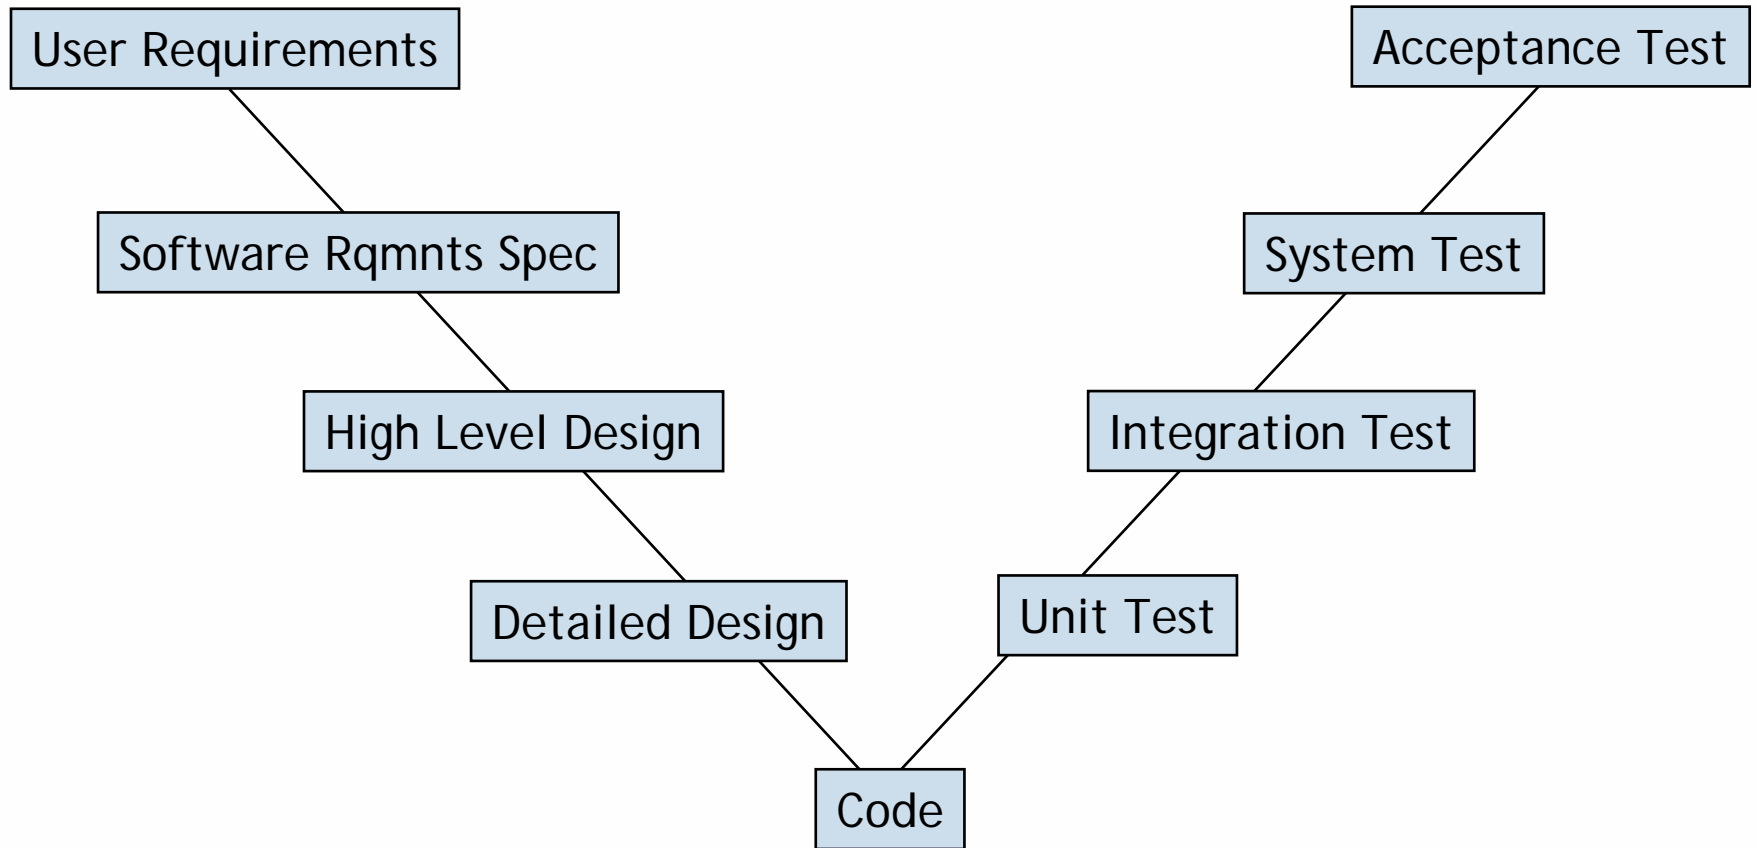 User Requirements
Acceptance Test
Software Rqmnts Spec
System Test
High Level Design
Integration Test
Detailed Design
Unit Test
Code